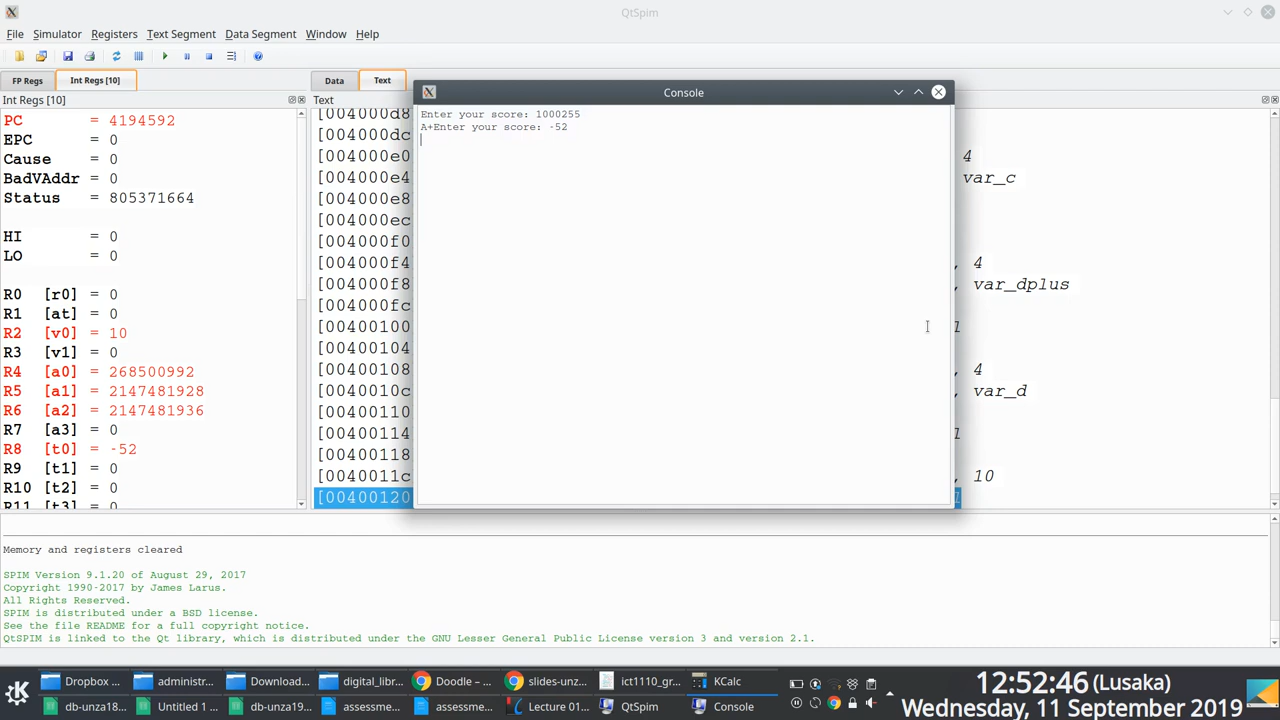 QtSpim
File Simulator Registers Text Segment Data Segment Window Help
FP Regs Int Regs [10] Data Text
Int Regs [10] Text
PC = 4194592
EPC = 0
Cause = 0
BadVAddr = 0
Status = 805371664
HI = 0
LO = 0
R0 [r0] = 0
R1 [at] = 0
R2 [v0] = 10
R3 [v1] = 0
R4 [a0] = 268500992
R5 [a1] = 2147481928
R6 [a2] = 2147481936
R7 [a3] = 0
R8 [t0] = -52
R9 [t1] = 0
R10 [t2] = 0
R11 [t3] = 0
[004000d8
[004000dc
[004000e0 4
[004000e4 var_c
[004000e8
[004000ec
[004000f0
[004000f4 , 4
[004000f8 , var_dplus
[004000fc
[00400100
[00400104
[00400108 , 4
[0040010c , var_d
[00400110
[00400114
[00400118
[0040011c , 10
[00400120
Console
Enter your score: 1000255
A+Enter your score: -52
Memory and registers cleared
SPIM Version 9.1.20 of August 29, 2017
Copyright 1990-2017 by James Larus.
All Rights Reserved.
SPIM is distributed under a BSD license.
See the file README for a full copyright notice.
QtSPIM is linked to the Qt library, which is distributed under the GNU Lesser General Public License version 3 and version 2.1.
Dropbox ... administr... Download... digital_libr... Doodle – ... slides-unz... ict1110_gr... KCalc
db-unza18... Untitled 1 ... db-unza19... assessme... assessme... Lecture 01... QtSpim Console
12:52:46 (Lusaka)
Wednesday, 11 September 2019